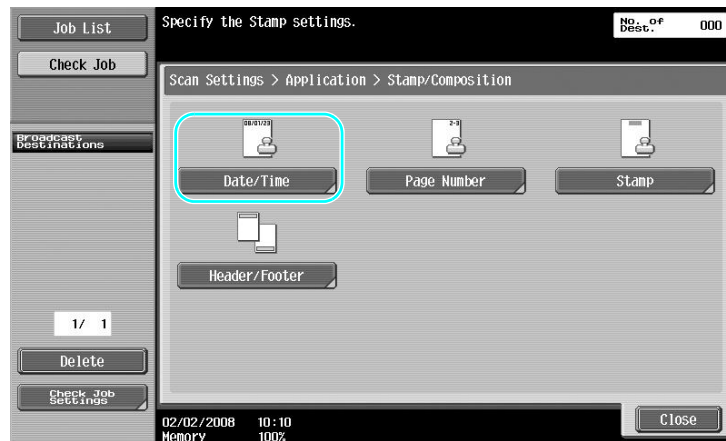 Job List
Specify the Stamp settings.
No. of
Dest.
000
Check Job
Scan Settings > Application > Stamp/Composition
Broadcast
Destinations
08/01/23
2-3
Date/Time
Page Number
Stamp
Header/Footer
1/ 1
Delete
Check Job
Settings
02/02/2008 10:10
Memory 100%
Close